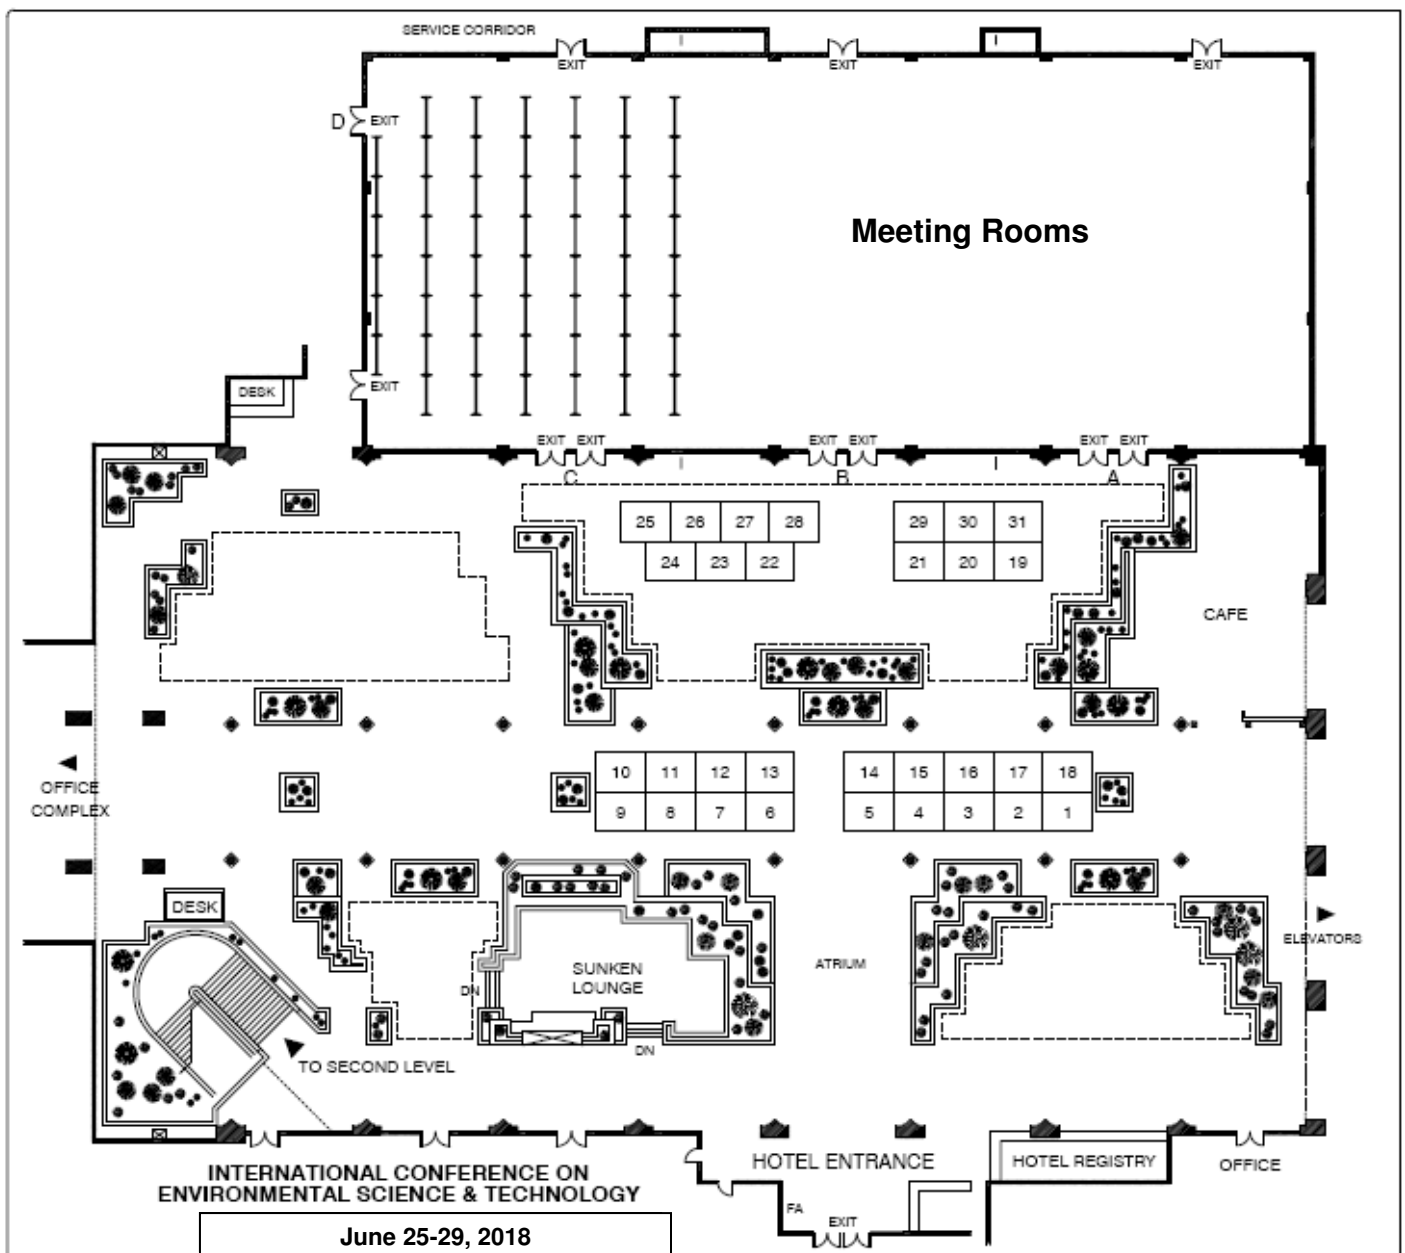 SERVICE CORRIDOR
EXIT EXIT EXIT
D EXIT
Meeting Rooms
EXIT
DESK
EXIT EXIT EXIT EXIT EXIT EXIT
C B A
25 26 27 28 29 30 31
24 23 22 21 20 19
CAFE
10 11 12 13 14 15 16 17 18
9 8 7 6 5 4 3 2 1
OFFICE
COMPLEX
DESK
ELEVATORS
ATRIUM
SUNKEN
LOUNGE
DN
DN
TO SECOND LEVEL
HOTEL ENTRANCE
HOTEL REGISTRY
OFFICE
INTERNATIONAL CONFERENCE ON
ENVIRONMENTAL SCIENCE & TECHNOLOGY
FA
EXIT
June 25-29, 2018